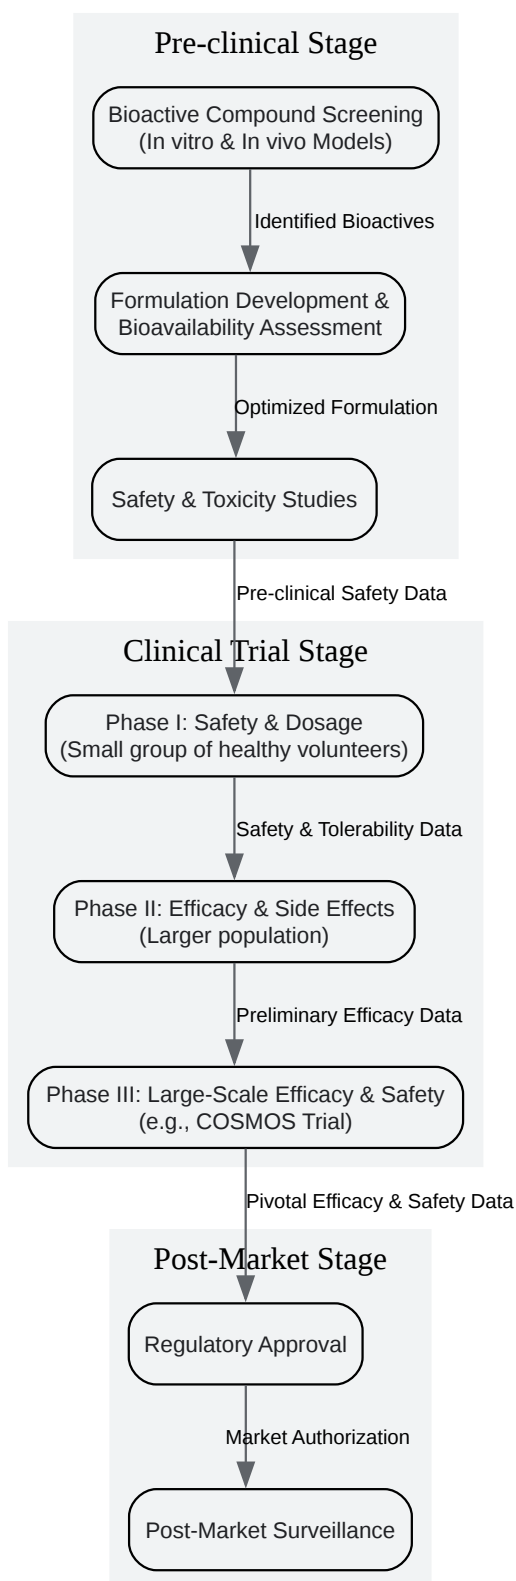 Pre-clinical Stage
Bioactive Compound Screening
(In vitro & In vivo Models)
Identified Bioactives
Formulation Development &
Bioavailability Assessment
Optimized Formulation
Safety & Toxicity Studies
Pre-clinical Safety Data
Clinical Trial Stage
Phase I: Safety & Dosage
(Small group of healthy volunteers)
Safety & Tolerability Data
Phase II: Efficacy & Side Effects
(Larger population)
Preliminary Efficacy Data
Phase III: Large-Scale Efficacy & Safety
(e.g., COSMOS Trial)
Pivotal Efficacy & Safety Data
Post-Market Stage
Regulatory Approval
Market Authorization
Post-Market Surveillance